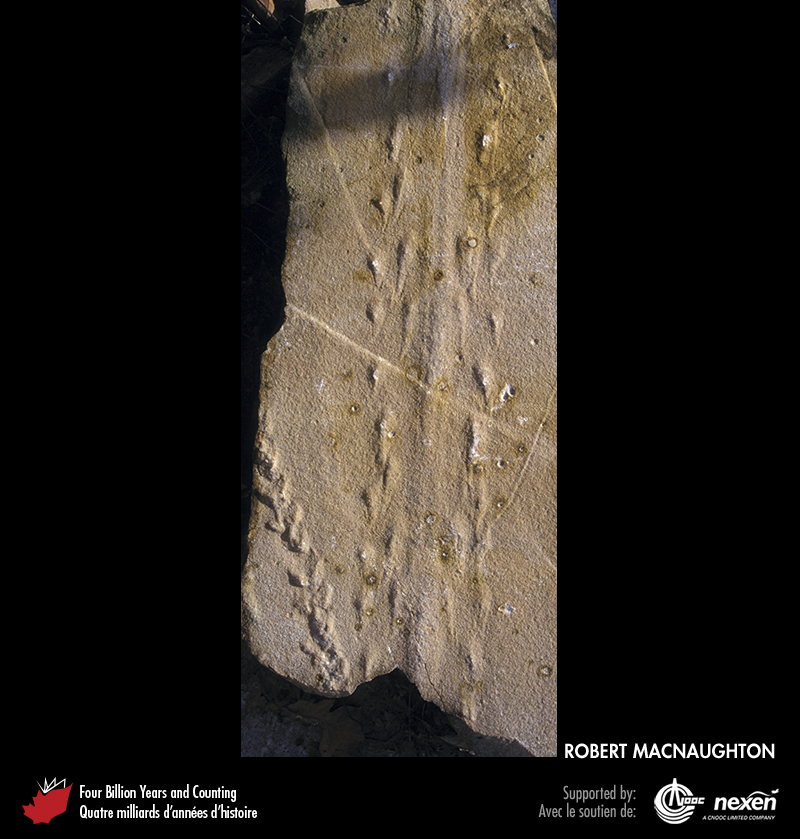 ROBERT MACNAUGHTON
Four Billion Years and Counting
Quatre milliards d'années d'histoire
Supported by:
Avec le soutien de:
CNOOC
nexen
A CNOOC LIMITED COMPANY